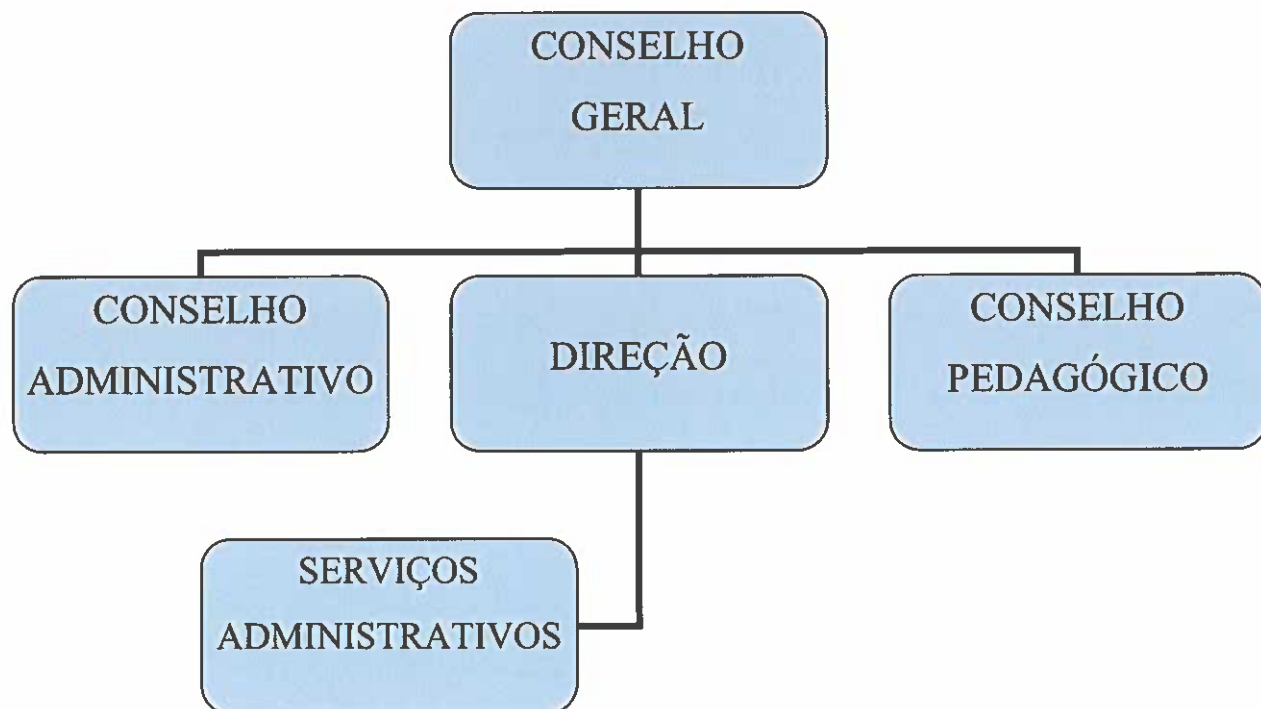 CONSELHO
GERAL
CONSELHO
ADMINISTRATIVO
DIREÇÃO
CONSELHO
PEDAGÓGICO
SERVIÇOS
ADMINISTRATIVOS